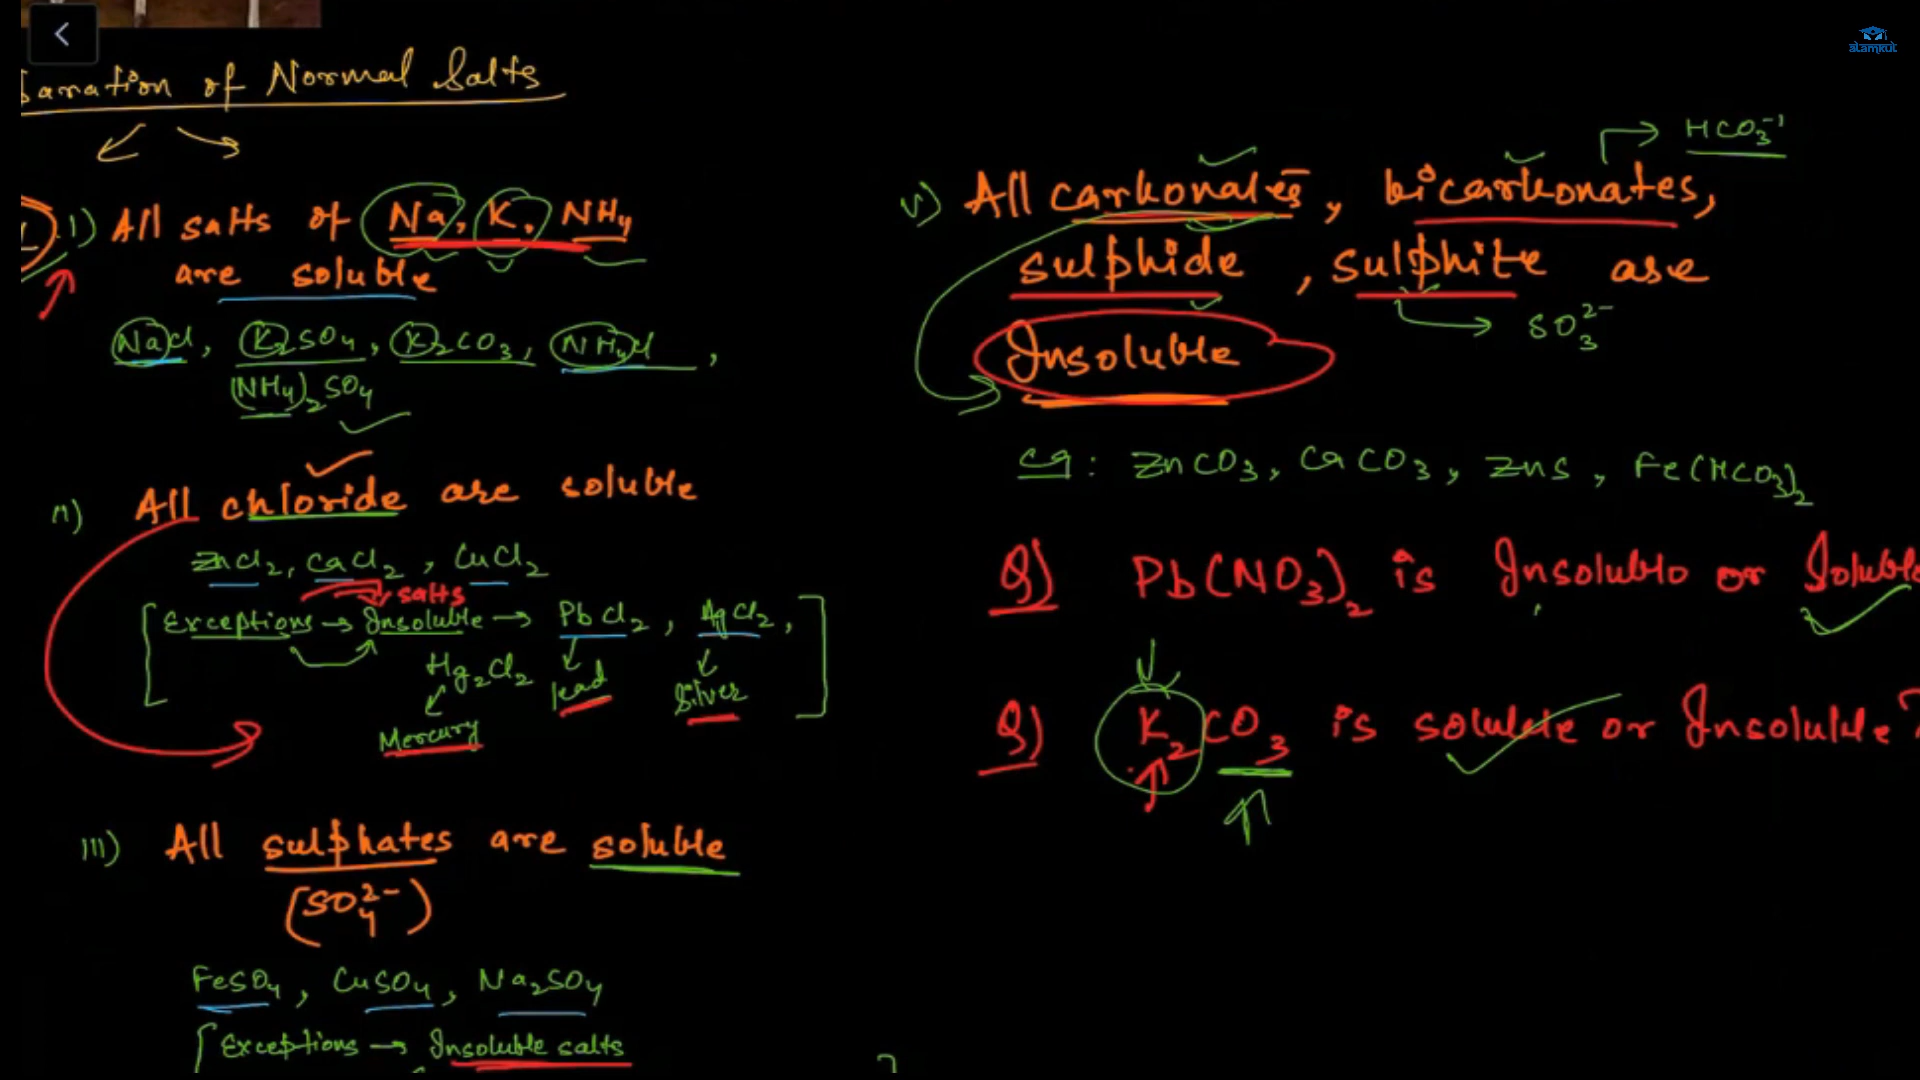 aration of Normal Salts
I) All salts of Na, K, NH4
are soluble
NaCl, K2SO4, K2CO3, NH4Cl,
(NH4)2SO4
II) All chloride are soluble
ZnCl2, CaCl2, CuCl2
salts
[Exceptions → Insoluble → PbCl2, AgCl2,]
Hg2Cl2 lead Silver
Mercury
III) All sulphates are soluble
(SO4 2-)
FeSO4, CuSO4, Na2SO4
[Exceptions → Insoluble salts
alamkut
HCO3 -1
v) All carbonates, bicarbonates,
sulphide, sulphite are
SO3 2-
Insoluble
eg: ZnCO3, CaCO3, ZnS, Fe(HCO3)2
Q) Pb(NO3)2 is Insoluble or Soluble
Q) K2CO3 is soluble or Insoluble?